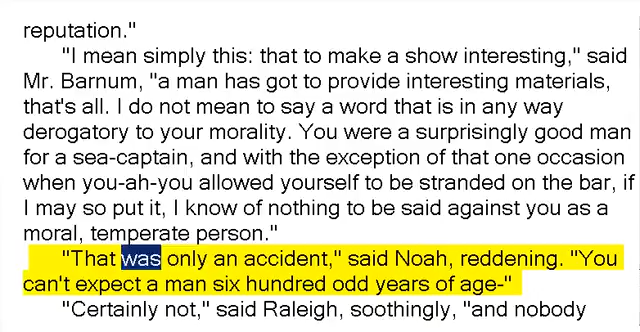 reputation."
"I mean simply this: that to make a show interesting," said
Mr. Barnum, "a man has got to provide interesting materials,
that's all. I do not mean to say a word that is in any way
derogatory to your morality. You were a surprisingly good man
for a sea-captain, and with the exception of that one occasion
when you-ah-you allowed yourself to be stranded on the bar, if
I may so put it, I know of nothing to be said against you as a
moral, temperate person."
"That was only an accident," said Noah, reddening. "You
can't expect a man six hundred odd years of age-"
"Certainly not," said Raleigh, soothingly, "and nobody